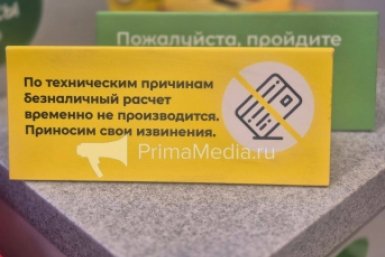 Пожалуйста, пройдите
По техническим причинам
безналичный расчет
временно не производится.
Приносим свои извинения.
PrimaMedia.ru